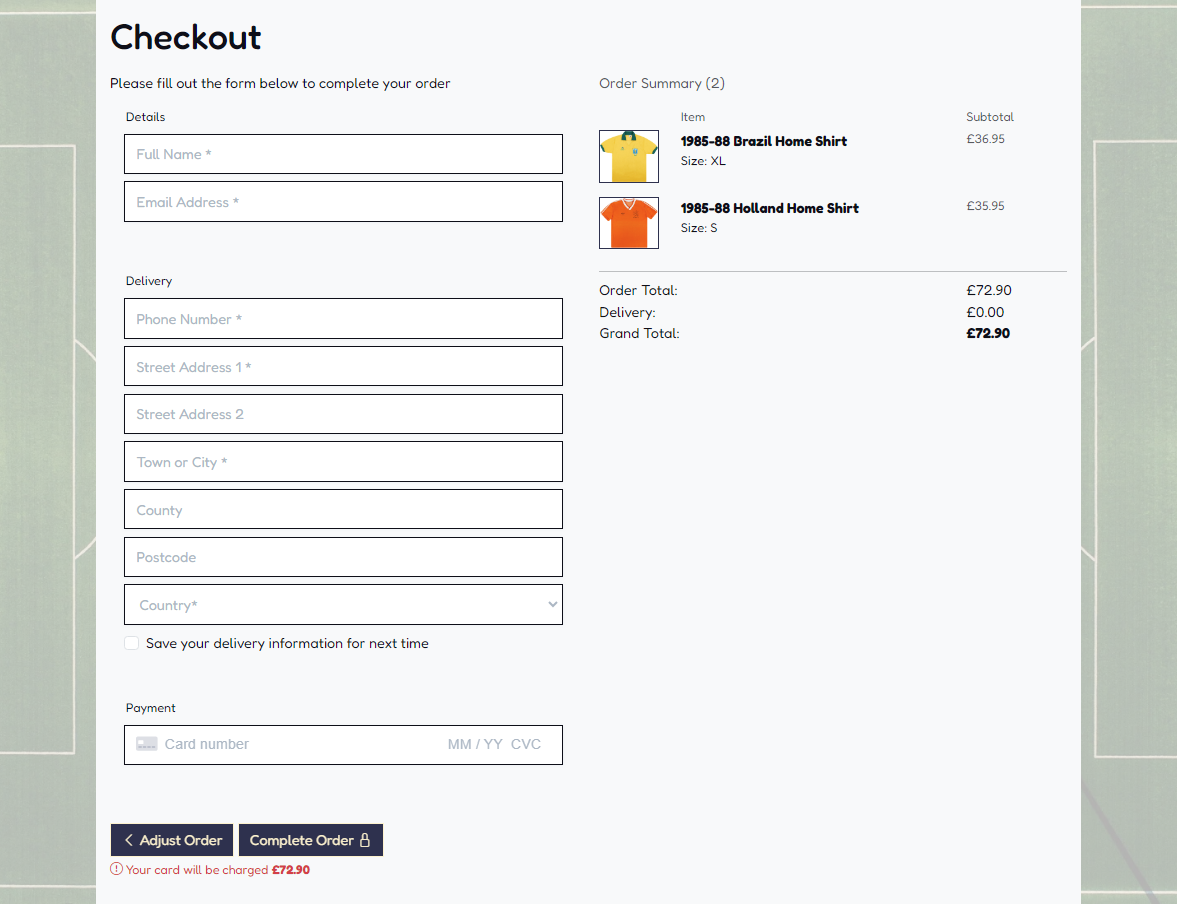 Checkout
Please fill out the form below to complete your order
Details
Full Name *
Email Address *
Delivery
Phone Number *
Street Address 1 *
Street Address 2
Town or City *
County
Postcode
Country*
Save your delivery information for next time
Payment
Card number MM / YY CVC
Adjust Order Complete Order
Your card will be charged £72.90
Order Summary (2)
Item Subtotal
1985-88 Brazil Home Shirt £36.95
Size: XL
1985-88 Holland Home Shirt £35.95
Size: S
Order Total: £72.90
Delivery: £0.00
Grand Total: £72.90